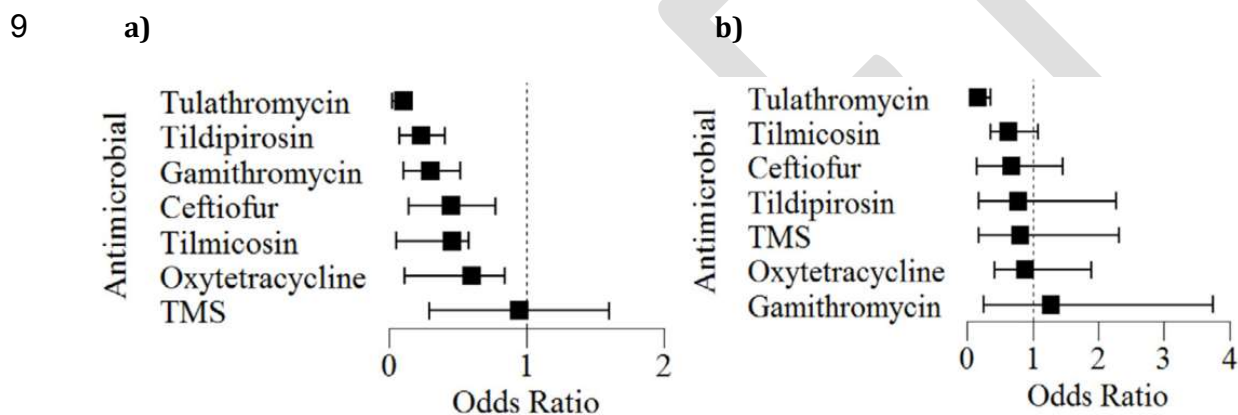 9
a)
Antimicrobial
Tulathromycin
Tildipirosin
Gamithromycin
Ceftiofur
Tilmicosin
Oxytetracycline
TMS
0 1 2
Odds Ratio
b)
Antimicrobial
Tulathromycin
Tilmicosin
Ceftiofur
Tildipirosin
TMS
Oxytetracycline
Gamithromycin
0 1 2 3 4
Odds Ratio